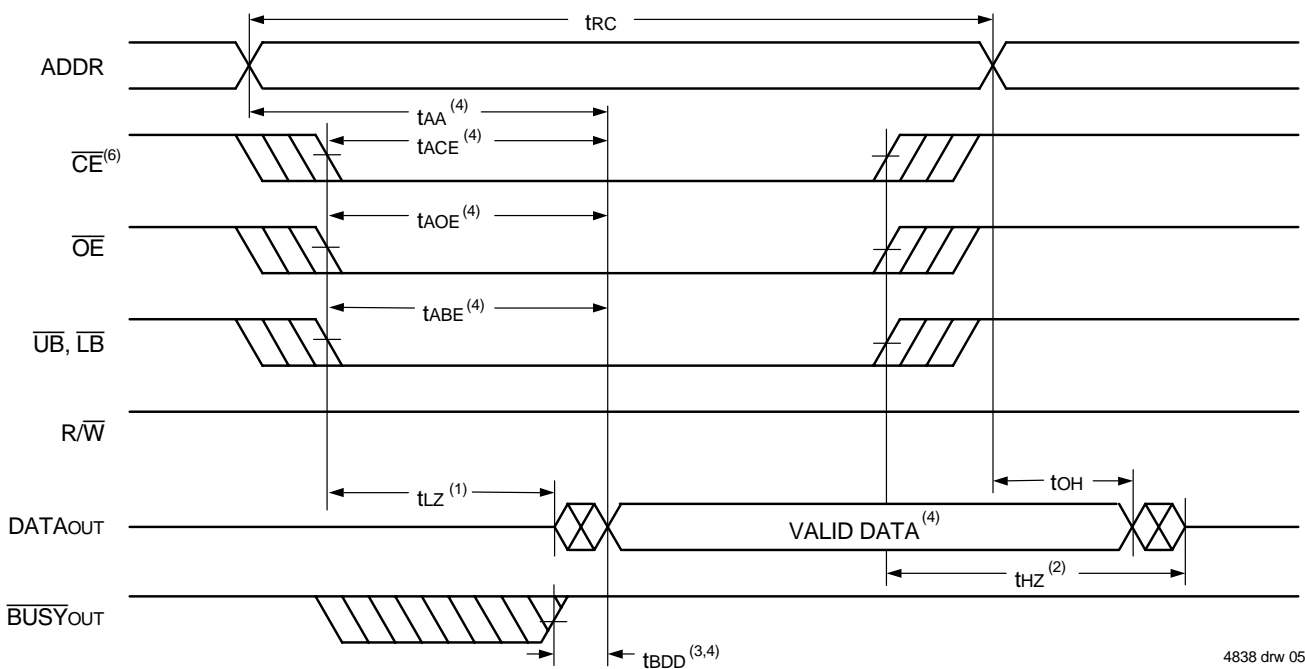 tRC
ADDR
tAA (4)
tACE (4)
CE(6)
tAOE (4)
OE
tABE (4)
UB, LB
R/W
tLZ (1)
tOH
DATAOUT
VALID DATA(4)
tHZ (2)
BUSYOUT
tBDD (3,4)
4838 drw 05